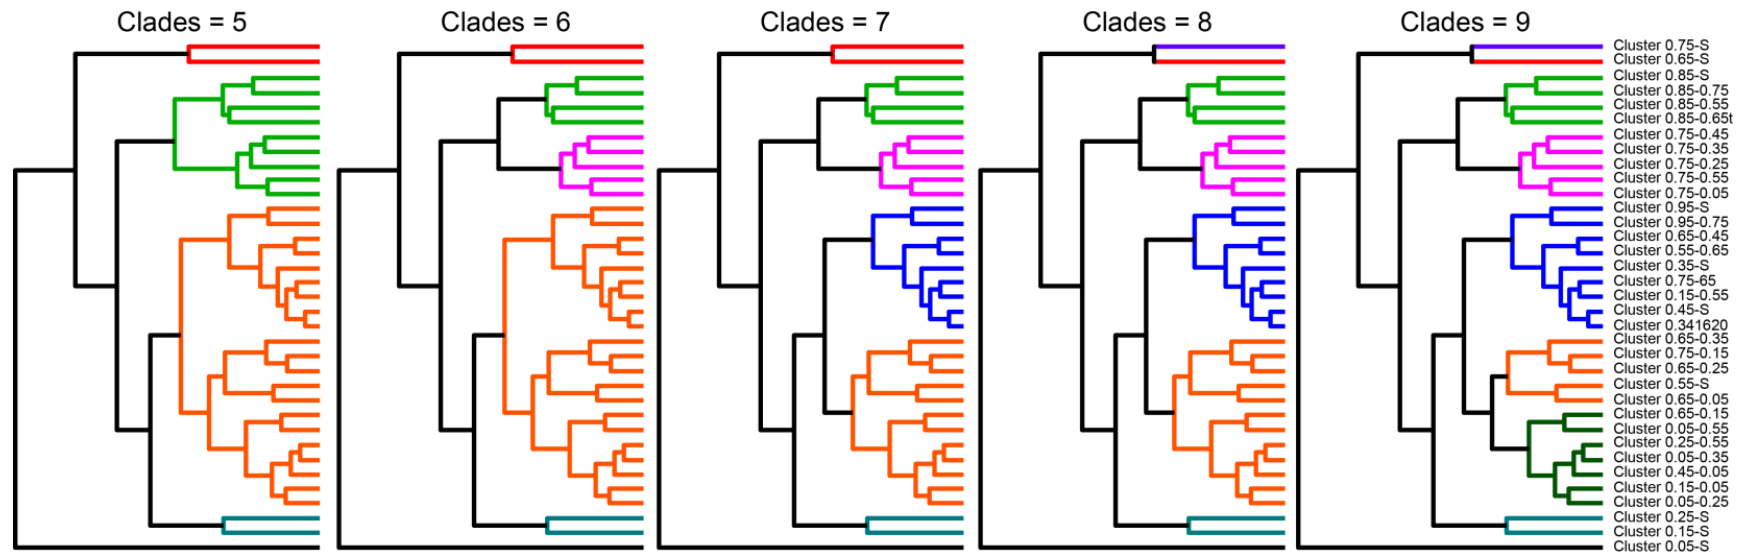 Clades = 5
Clades = 6
Clades = 7
Clades = 8
Clades = 9
Cluster 0.75-S
Cluster 0.65-S
Cluster 0.85-S
Cluster 0.85-0.75
Cluster 0.85-0.55
Cluster 0.85-0.65t
Cluster 0.75-0.45
Cluster 0.75-0.35
Cluster 0.75-0.25
Cluster 0.75-0.55
Cluster 0.75-0.05
Cluster 0.95-S
Cluster 0.95-0.75
Cluster 0.65-0.45
Cluster 0.55-0.65
Cluster 0.35-S
Cluster 0.75-65
Cluster 0.15-0.55
Cluster 0.45-S
Cluster 0.341620
Cluster 0.65-0.35
Cluster 0.75-0.15
Cluster 0.65-0.25
Cluster 0.55-S
Cluster 0.65-0.05
Cluster 0.65-0.15
Cluster 0.05-0.55
Cluster 0.25-0.55
Cluster 0.05-0.35
Cluster 0.45-0.05
Cluster 0.15-0.05
Cluster 0.05-0.25
Cluster 0.25-S
Cluster 0.15-S
Cluster 0.05-S